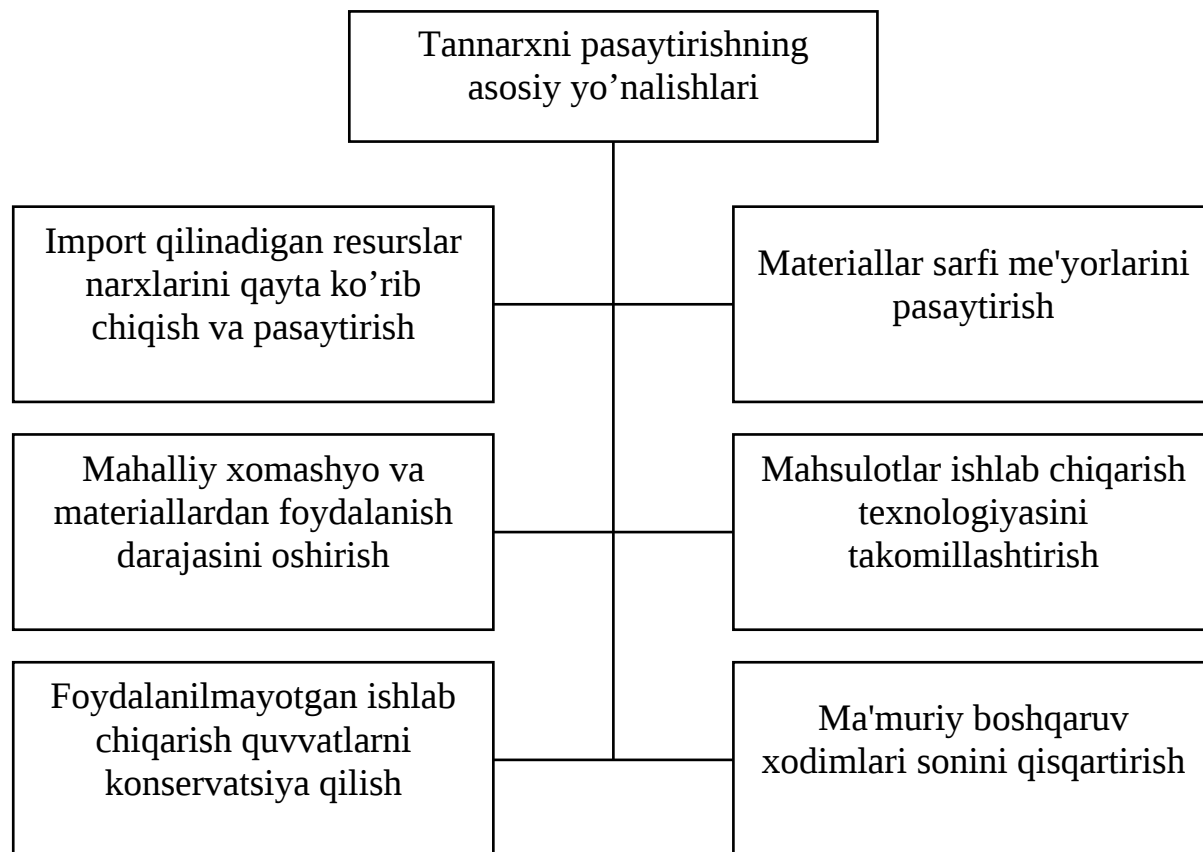 Tannarxni pasaytirishning
asosiy yo’nalishlari
Import qilinadigan resurslar
narxlarini qayta ko’rib
chiqish va pasaytirish
Materiallar sarfi me'yorlarini
pasaytirish
Mahalliy xomashyo va
materiallardan foydalanish
darajasini oshirish
Mahsulotlar ishlab chiqarish
texnologiyasini
takomillashtirish
Foydalanilmayotgan ishlab
chiqarish quvvatlarni
konservatsiya qilish
Ma'muriy boshqaruv
xodimlari sonini qisqartirish